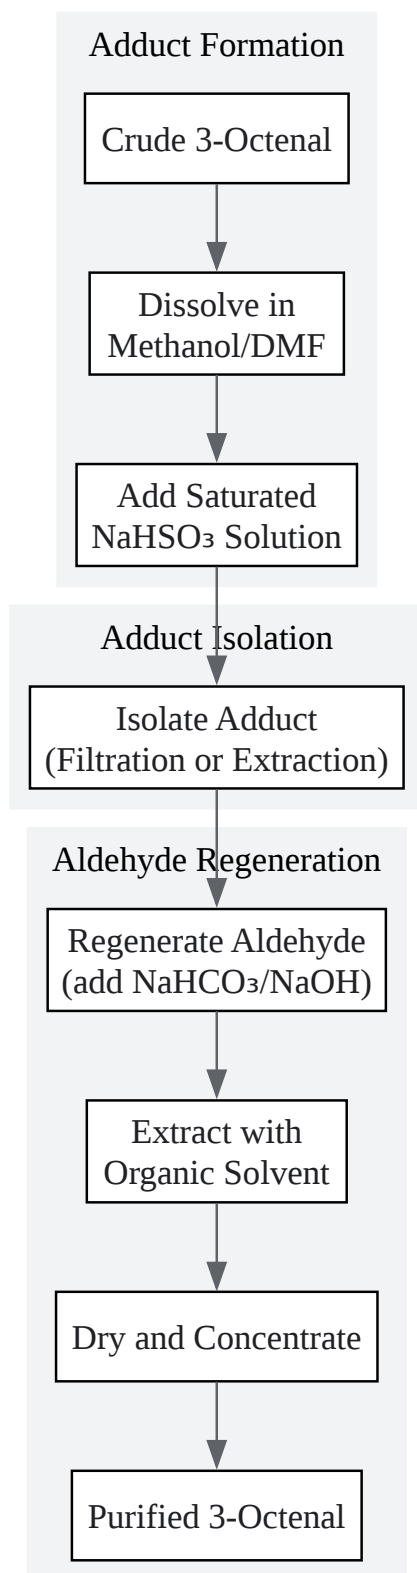 Adduct Formation
Crude 3-Octenal
Dissolve in
Methanol/DMF
Add Saturated
NaHSO₃ Solution
Adduct Isolation
Isolate Adduct
(Filtration or Extraction)
Aldehyde Regeneration
Regenerate Aldehyde
(add NaHCO₃/NaOH)
Extract with
Organic Solvent
Dry and Concentrate
Purified 3-Octenal